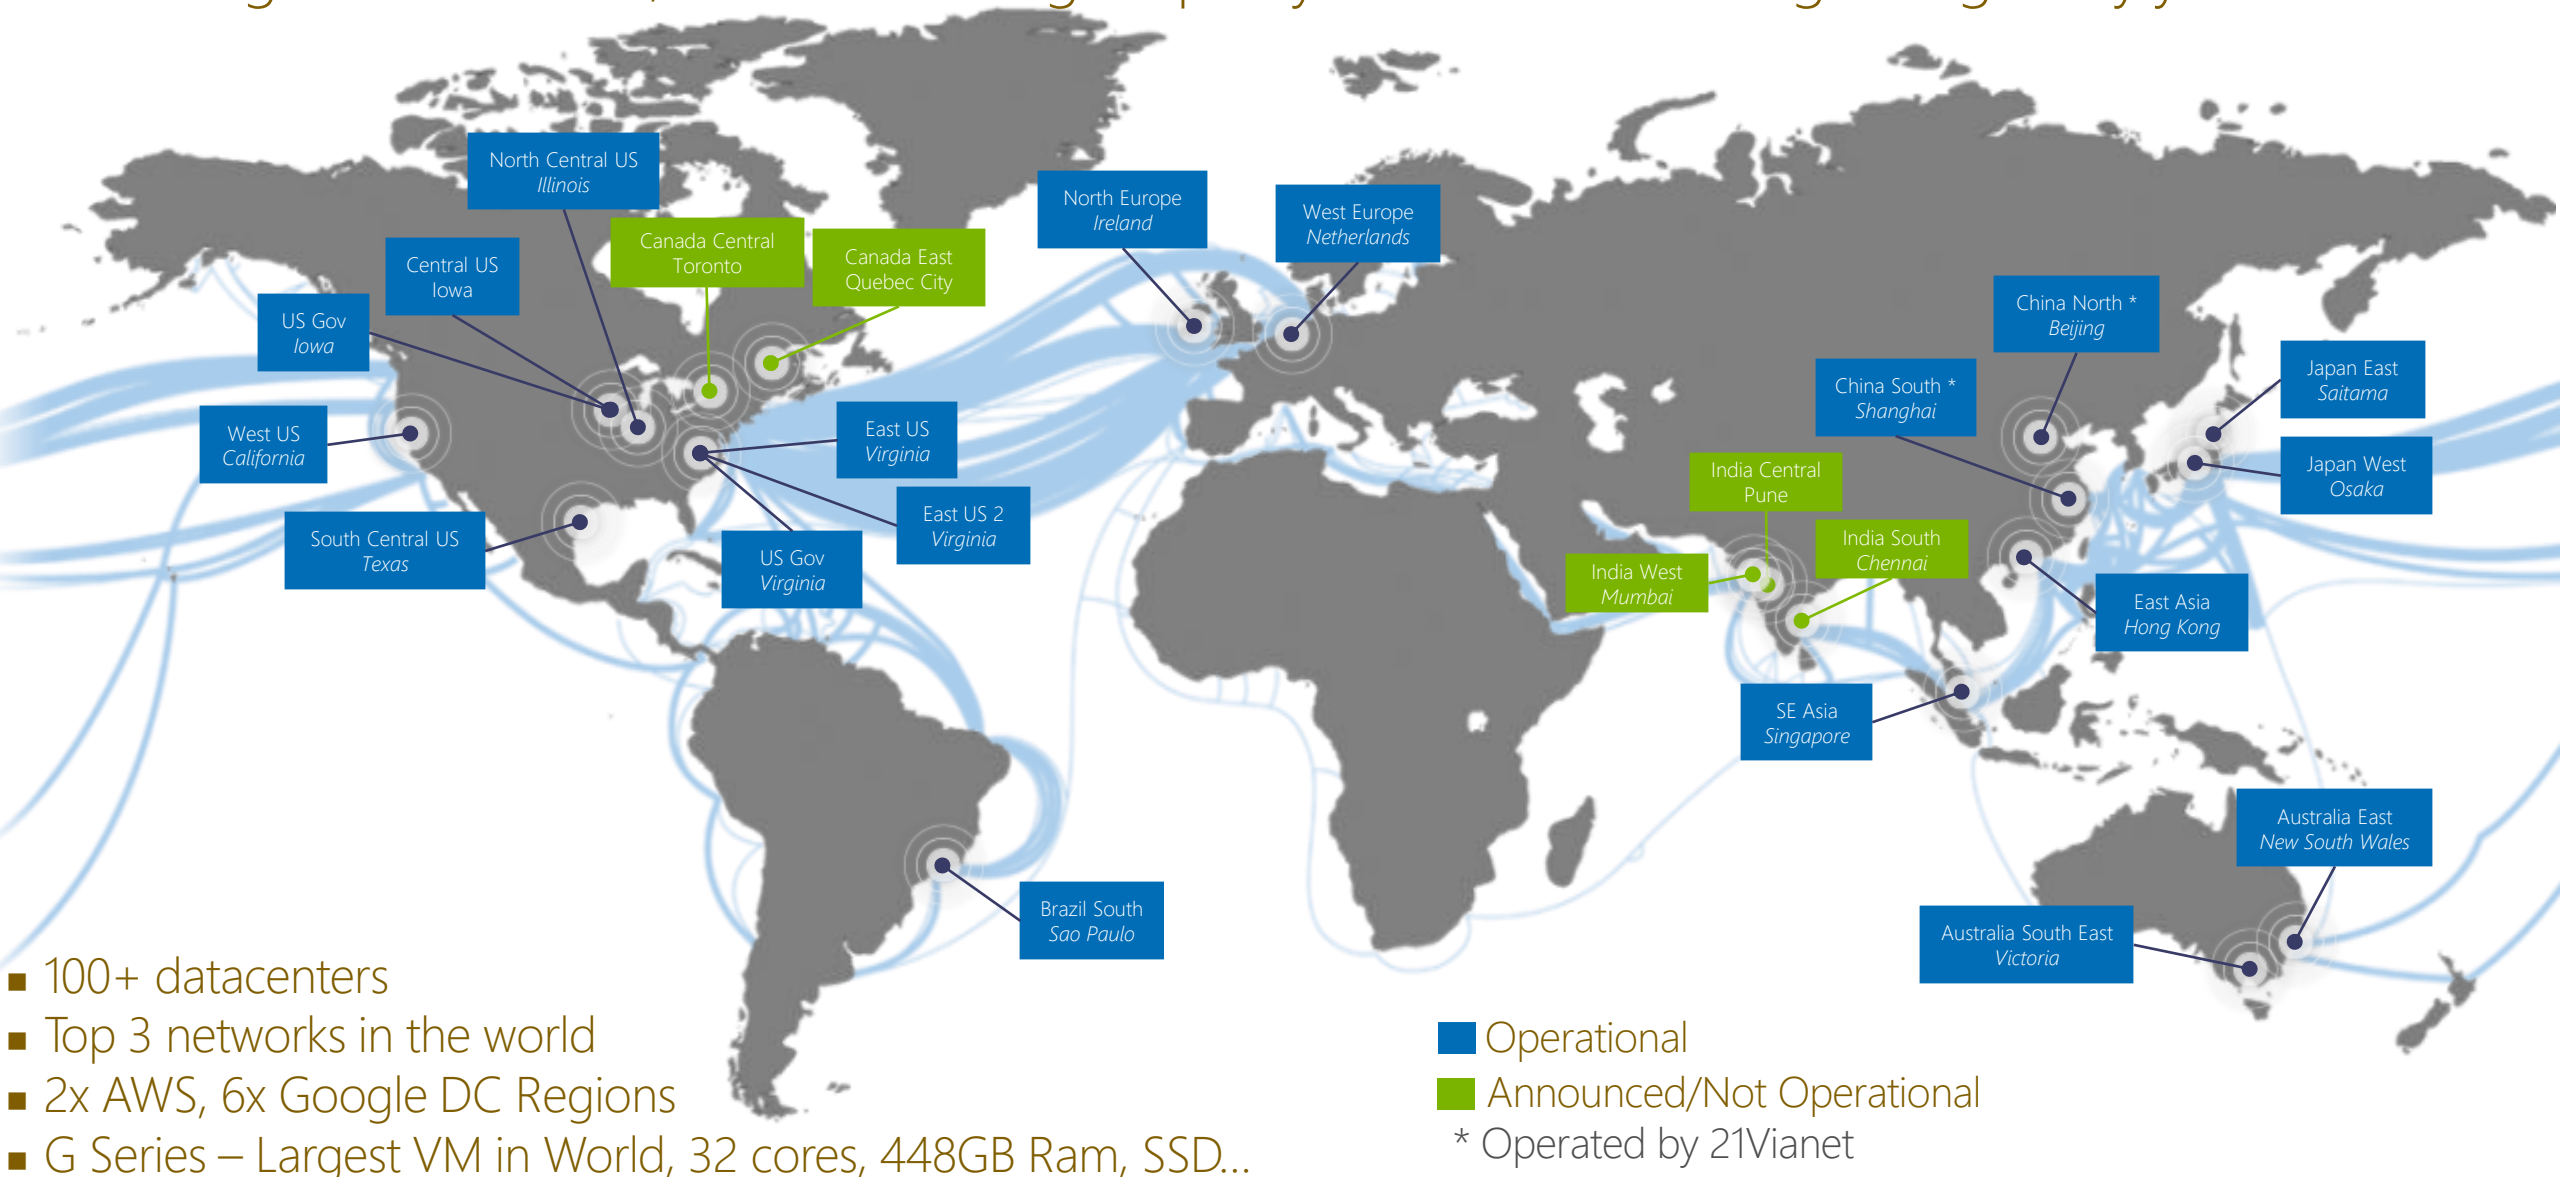 North Central US
Illinois
Canada Central
Toronto
Canada East
Quebec City
Central US
Iowa
US Gov
Iowa
West US
California
South Central US
Texas
East US
Virginia
East US 2
Virginia
US Gov
Virginia
North Europe
Ireland
West Europe
Netherlands
China North *
Beijing
China South *
Shanghai
Japan East
Saitama
Japan West
Osaka
India Central
Pune
India South
Chennai
India West
Mumbai
East Asia
Hong Kong
SE Asia
Singapore
Australia East
New South Wales
Australia South East
Victoria
Brazil South
Sao Paulo
▪ 100+ datacenters
▪ Top 3 networks in the world
▪ 2x AWS, 6x Google DC Regions
▪ G Series – Largest VM in World, 32 cores, 448GB Ram, SSD…
Operational
Announced/Not Operational
* Operated by 21Vianet